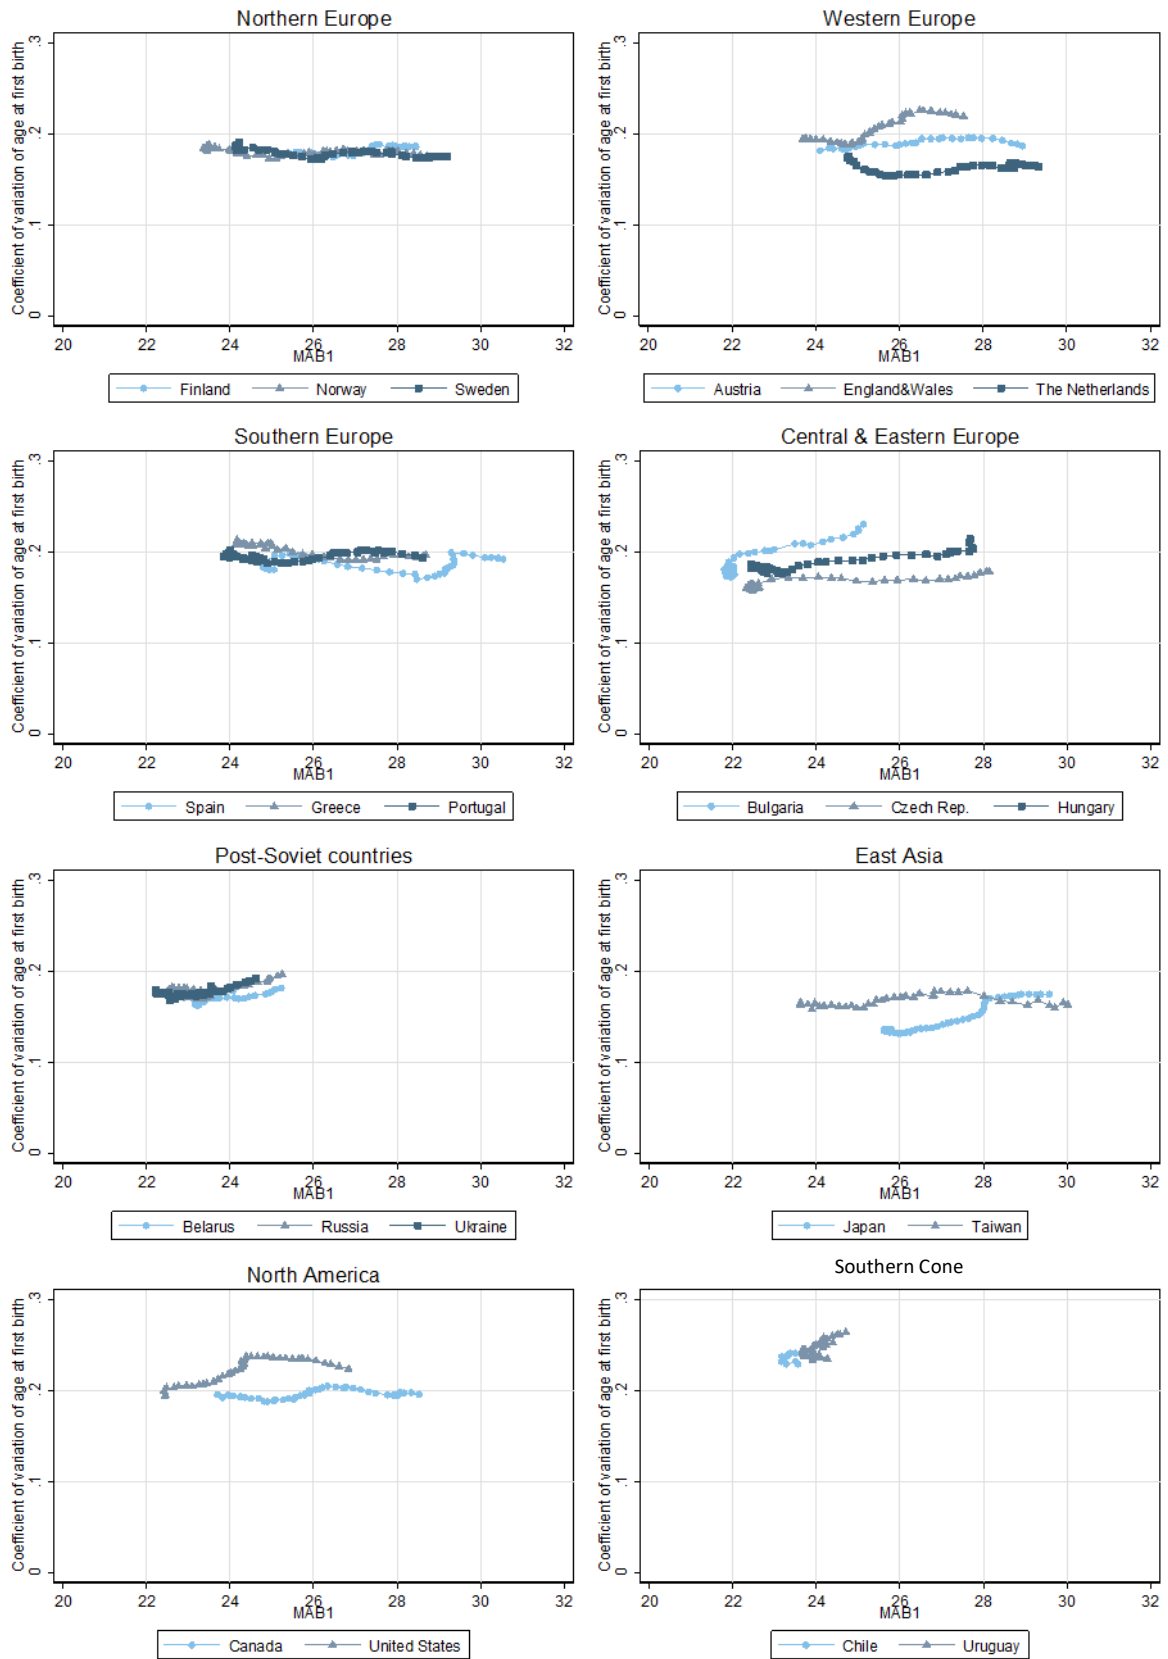 Northern Europe
Coefficient of variation of age at first birth
0 .1 .2 .3
20 22 24 26 28 30 32
MAB1
Finland Norway Sweden
Western Europe
Coefficient of variation of age at first birth
0 .1 .2 .3
20 22 24 26 28 30 32
MAB1
Austria England&Wales The Netherlands
Southern Europe
Coefficient of variation of age at first birth
0 .1 .2 .3
20 22 24 26 28 30 32
MAB1
Spain Greece Portugal
Central & Eastern Europe
Coefficient of variation of age at first birth
0 .1 .2 .3
20 22 24 26 28 30 32
MAB1
Bulgaria Czech Rep. Hungary
Post-Soviet countries
Coefficient of variation of age at first birth
0 .1 .2 .3
20 22 24 26 28 30 32
MAB1
Belarus Russia Ukraine
East Asia
Coefficient of variation of age at first birth
0 .1 .2 .3
20 22 24 26 28 30 32
MAB1
Japan Taiwan
North America
Coefficient of variation of age at first birth
0 .1 .2 .3
20 22 24 26 28 30 32
MAB1
Canada United States
Southern Cone
Coefficient of variation of age at first birth
0 .1 .2 .3
20 22 24 26 28 30 32
MAB1
Chile Uruguay